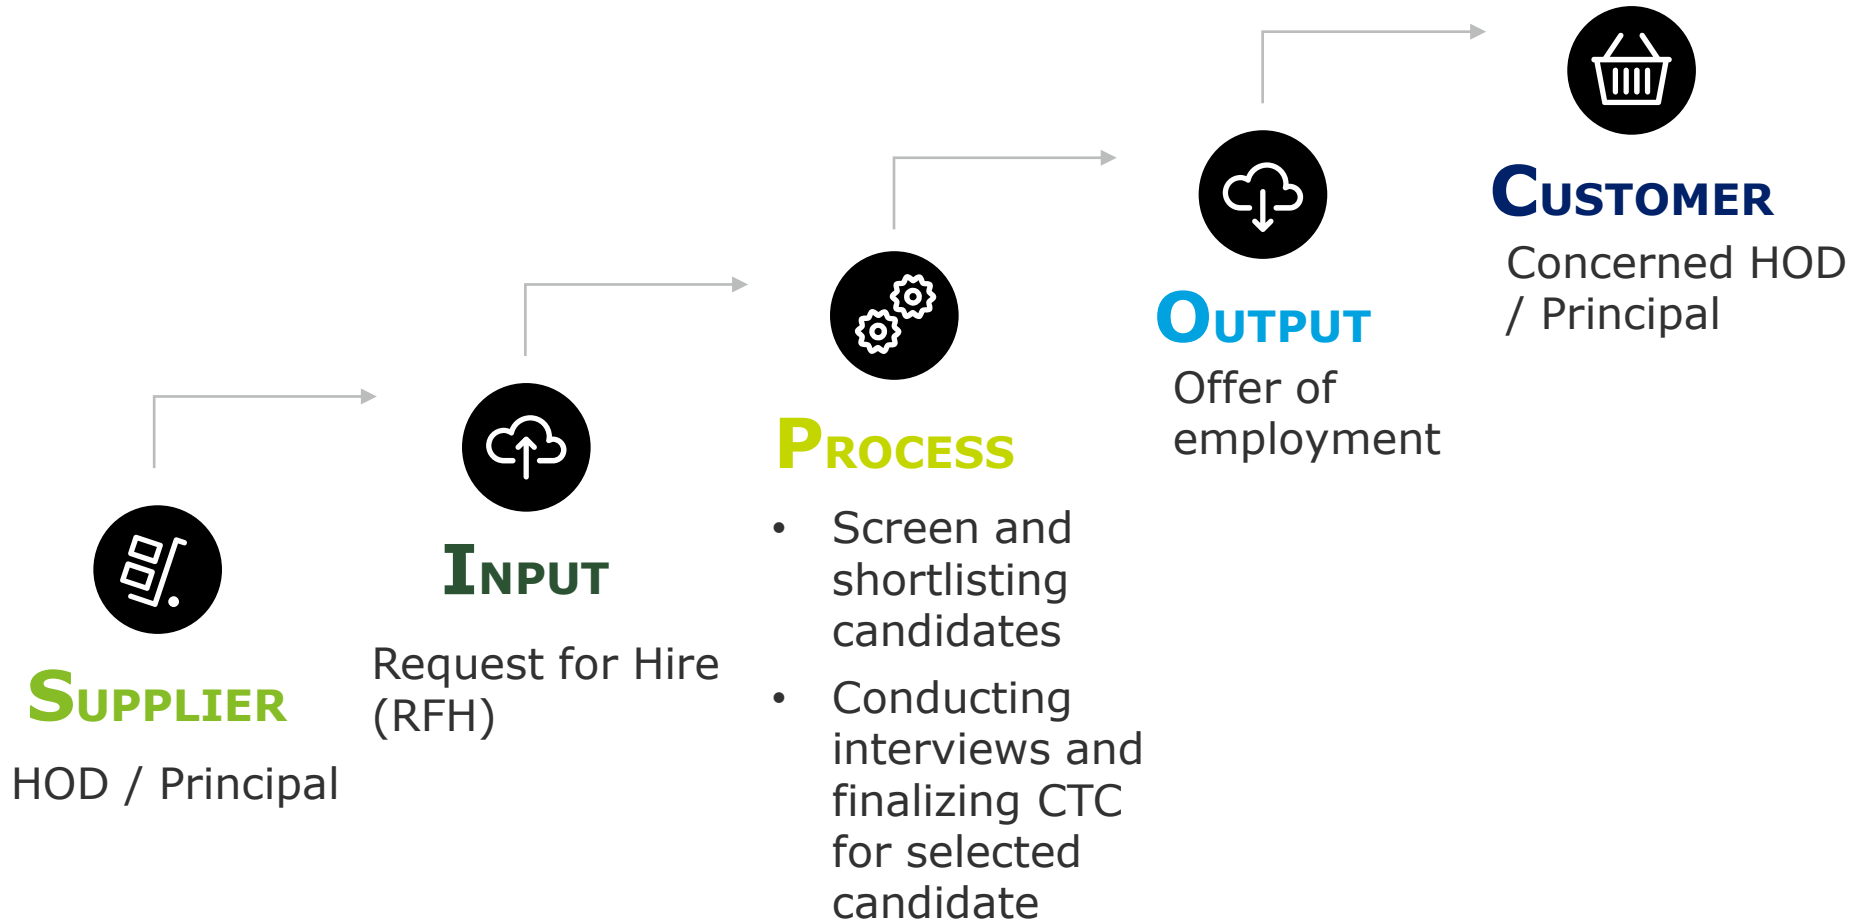 SUPPLIER
HOD / Principal
INPUT
Request for Hire
(RFH)
PROCESS
• Screen and
shortlisting
candidates
• Conducting
interviews and
finalizing CTC
for selected
candidate
OUTPUT
Offer of
employment
CUSTOMER
Concerned HOD
/ Principal